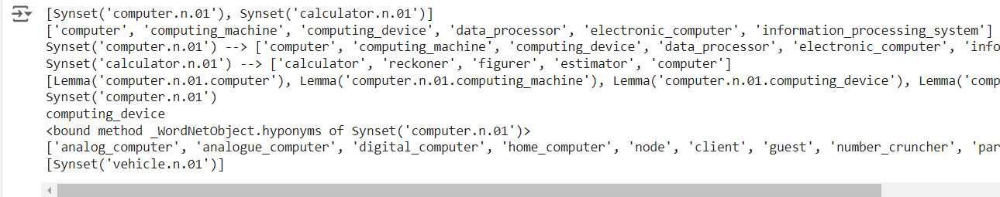 [Synset('computer.n.01'), Synset('calculator.n.01')]
['computer', 'computing_machine', 'computing_device', 'data_processor', 'electronic_computer', 'information_processing_system']
Synset('computer.n.01') --> ['computer', 'computing_machine', 'computing_device', 'data_processor', 'electronic_computer', 'info
Synset('calculator.n.01') --> ['calculator', 'reckoner', 'figurer', 'estimator', 'computer']
[Lemma('computer.n.01.computer'), Lemma('computer.n.01.computing_machine'), Lemma('computer.n.01.computing_device'), Lemma('comp
Synset('computer.n.01')
computing_device
<bound method _WordNetObject.hyponyms of Synset('computer.n.01')>
['analog_computer', 'analogue_computer', 'digital_computer', 'home_computer', 'node', 'client', 'guest', 'number_cruncher', 'par
[Synset('vehicle.n.01')]